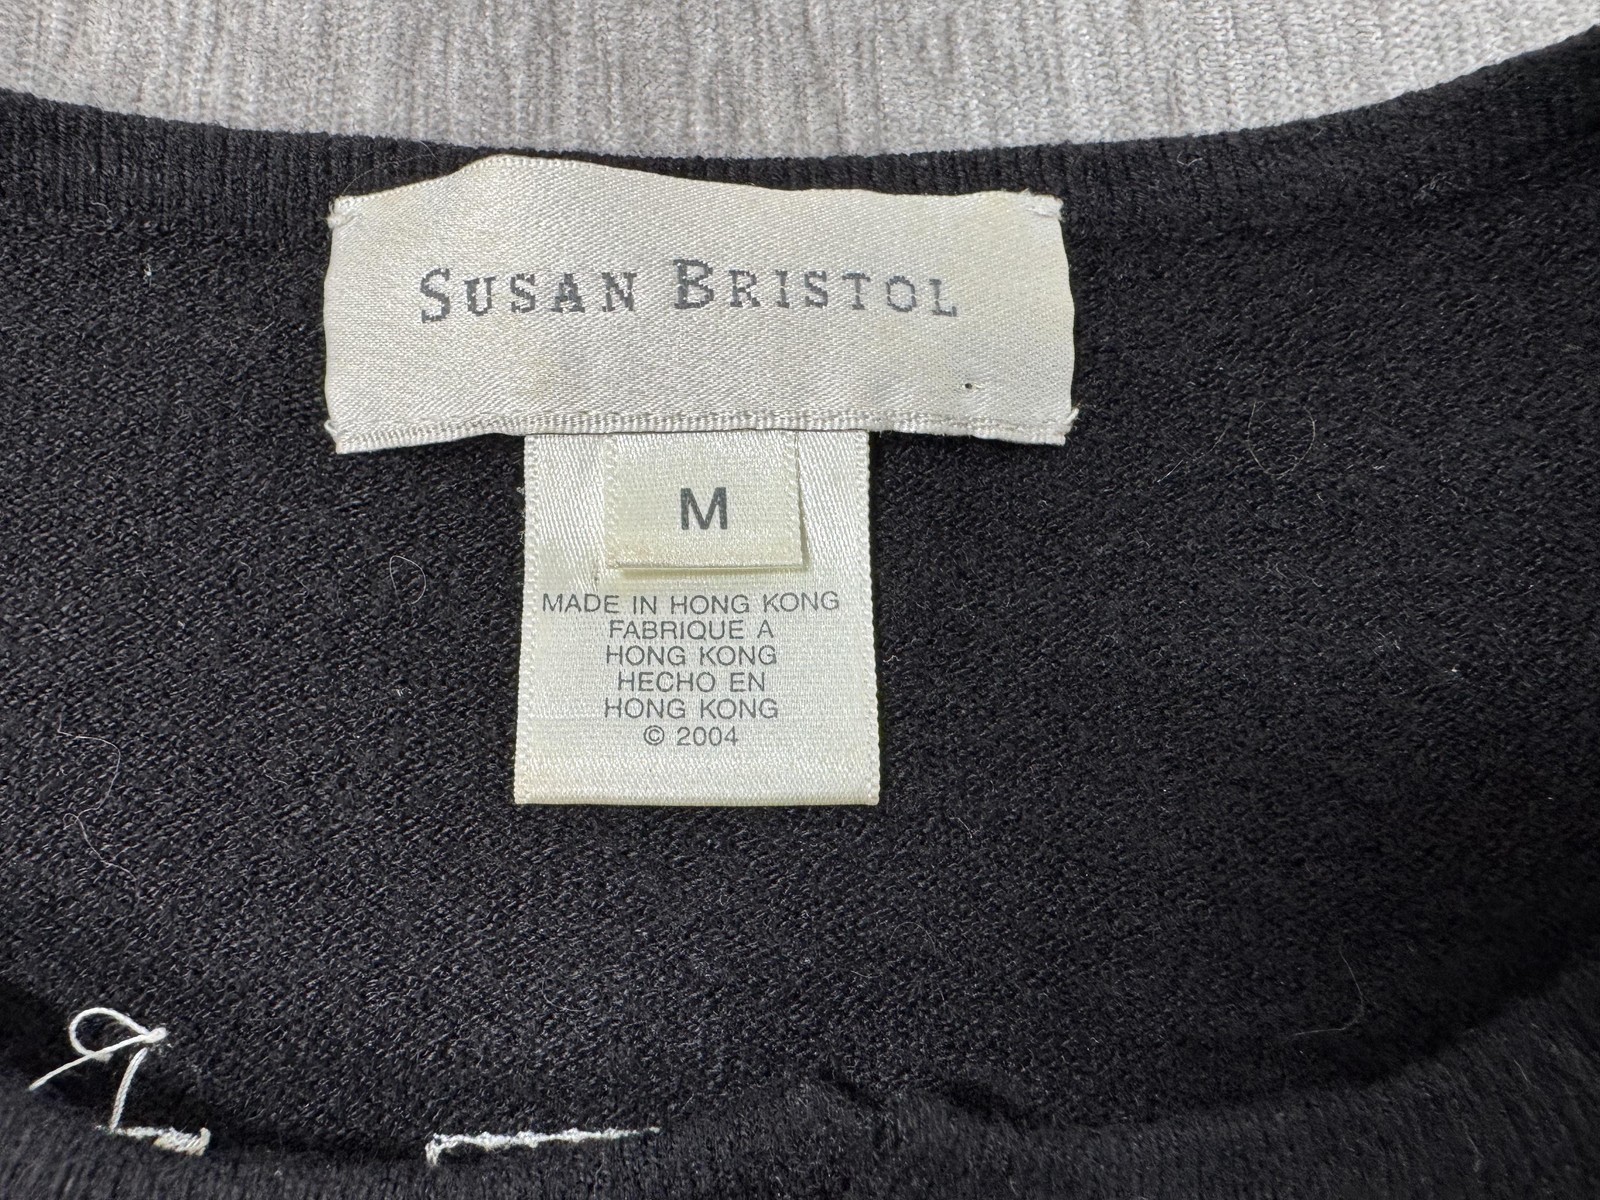 SUSAN BRISTOL
M
MADE IN HONG KONG
FABRIQUE A
HONG KONG
HECHO EN
HONG KONG
© 2004